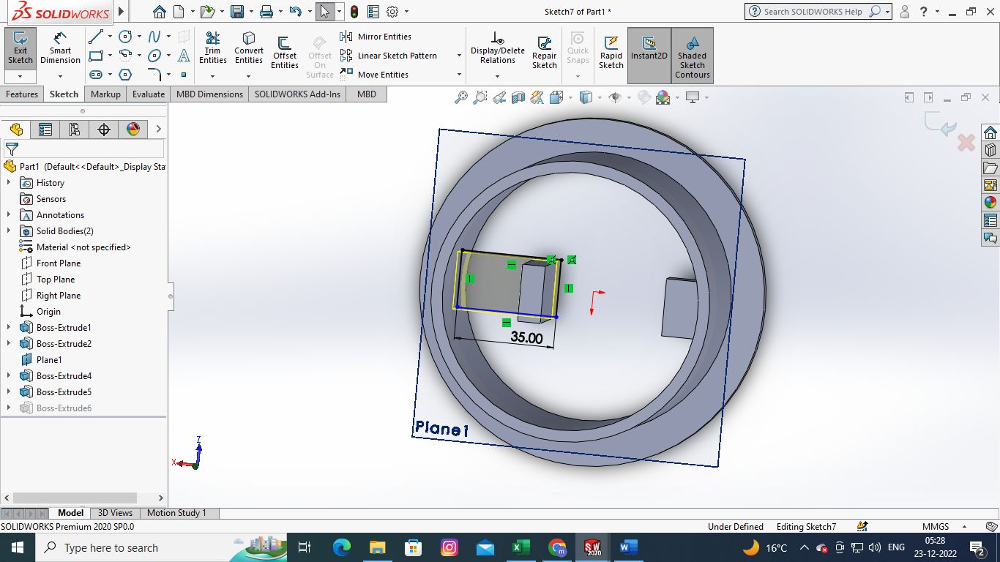 SOLIDWORKS
Sketch7 of Part1 *
Search SOLIDWORKS Help
?
Exit Sketch
Smart Dimension
Trim Entities
Convert Entities
Offset Entities
Offset On Surface
Mirror Entities
Linear Sketch Pattern
Move Entities
Display/Delete Relations
Repair Sketch
Quick Snaps
Rapid Sketch
Instant2D
Shaded Sketch Contours
Features
Sketch
Markup
Evaluate
MBD Dimensions
SOLIDWORKS Add-Ins
MBD
Part1 (Default<<Default>_Display Sta
History
Sensors
Annotations
Solid Bodies(2)
Material <not specified>
Front Plane
Top Plane
Right Plane
Origin
Boss-Extrude1
Boss-Extrude2
Plane1
Boss-Extrude4
Boss-Extrude5
Boss-Extrude6
35.00
Plane1
Z
X
Model
3D Views
Motion Study 1
SOLIDWORKS Premium 2020 SP0.0
Under Defined
Editing Sketch7
MMGS
Type here to search
SW
2020
16°C
ENG
05:28
23-12-2022
2